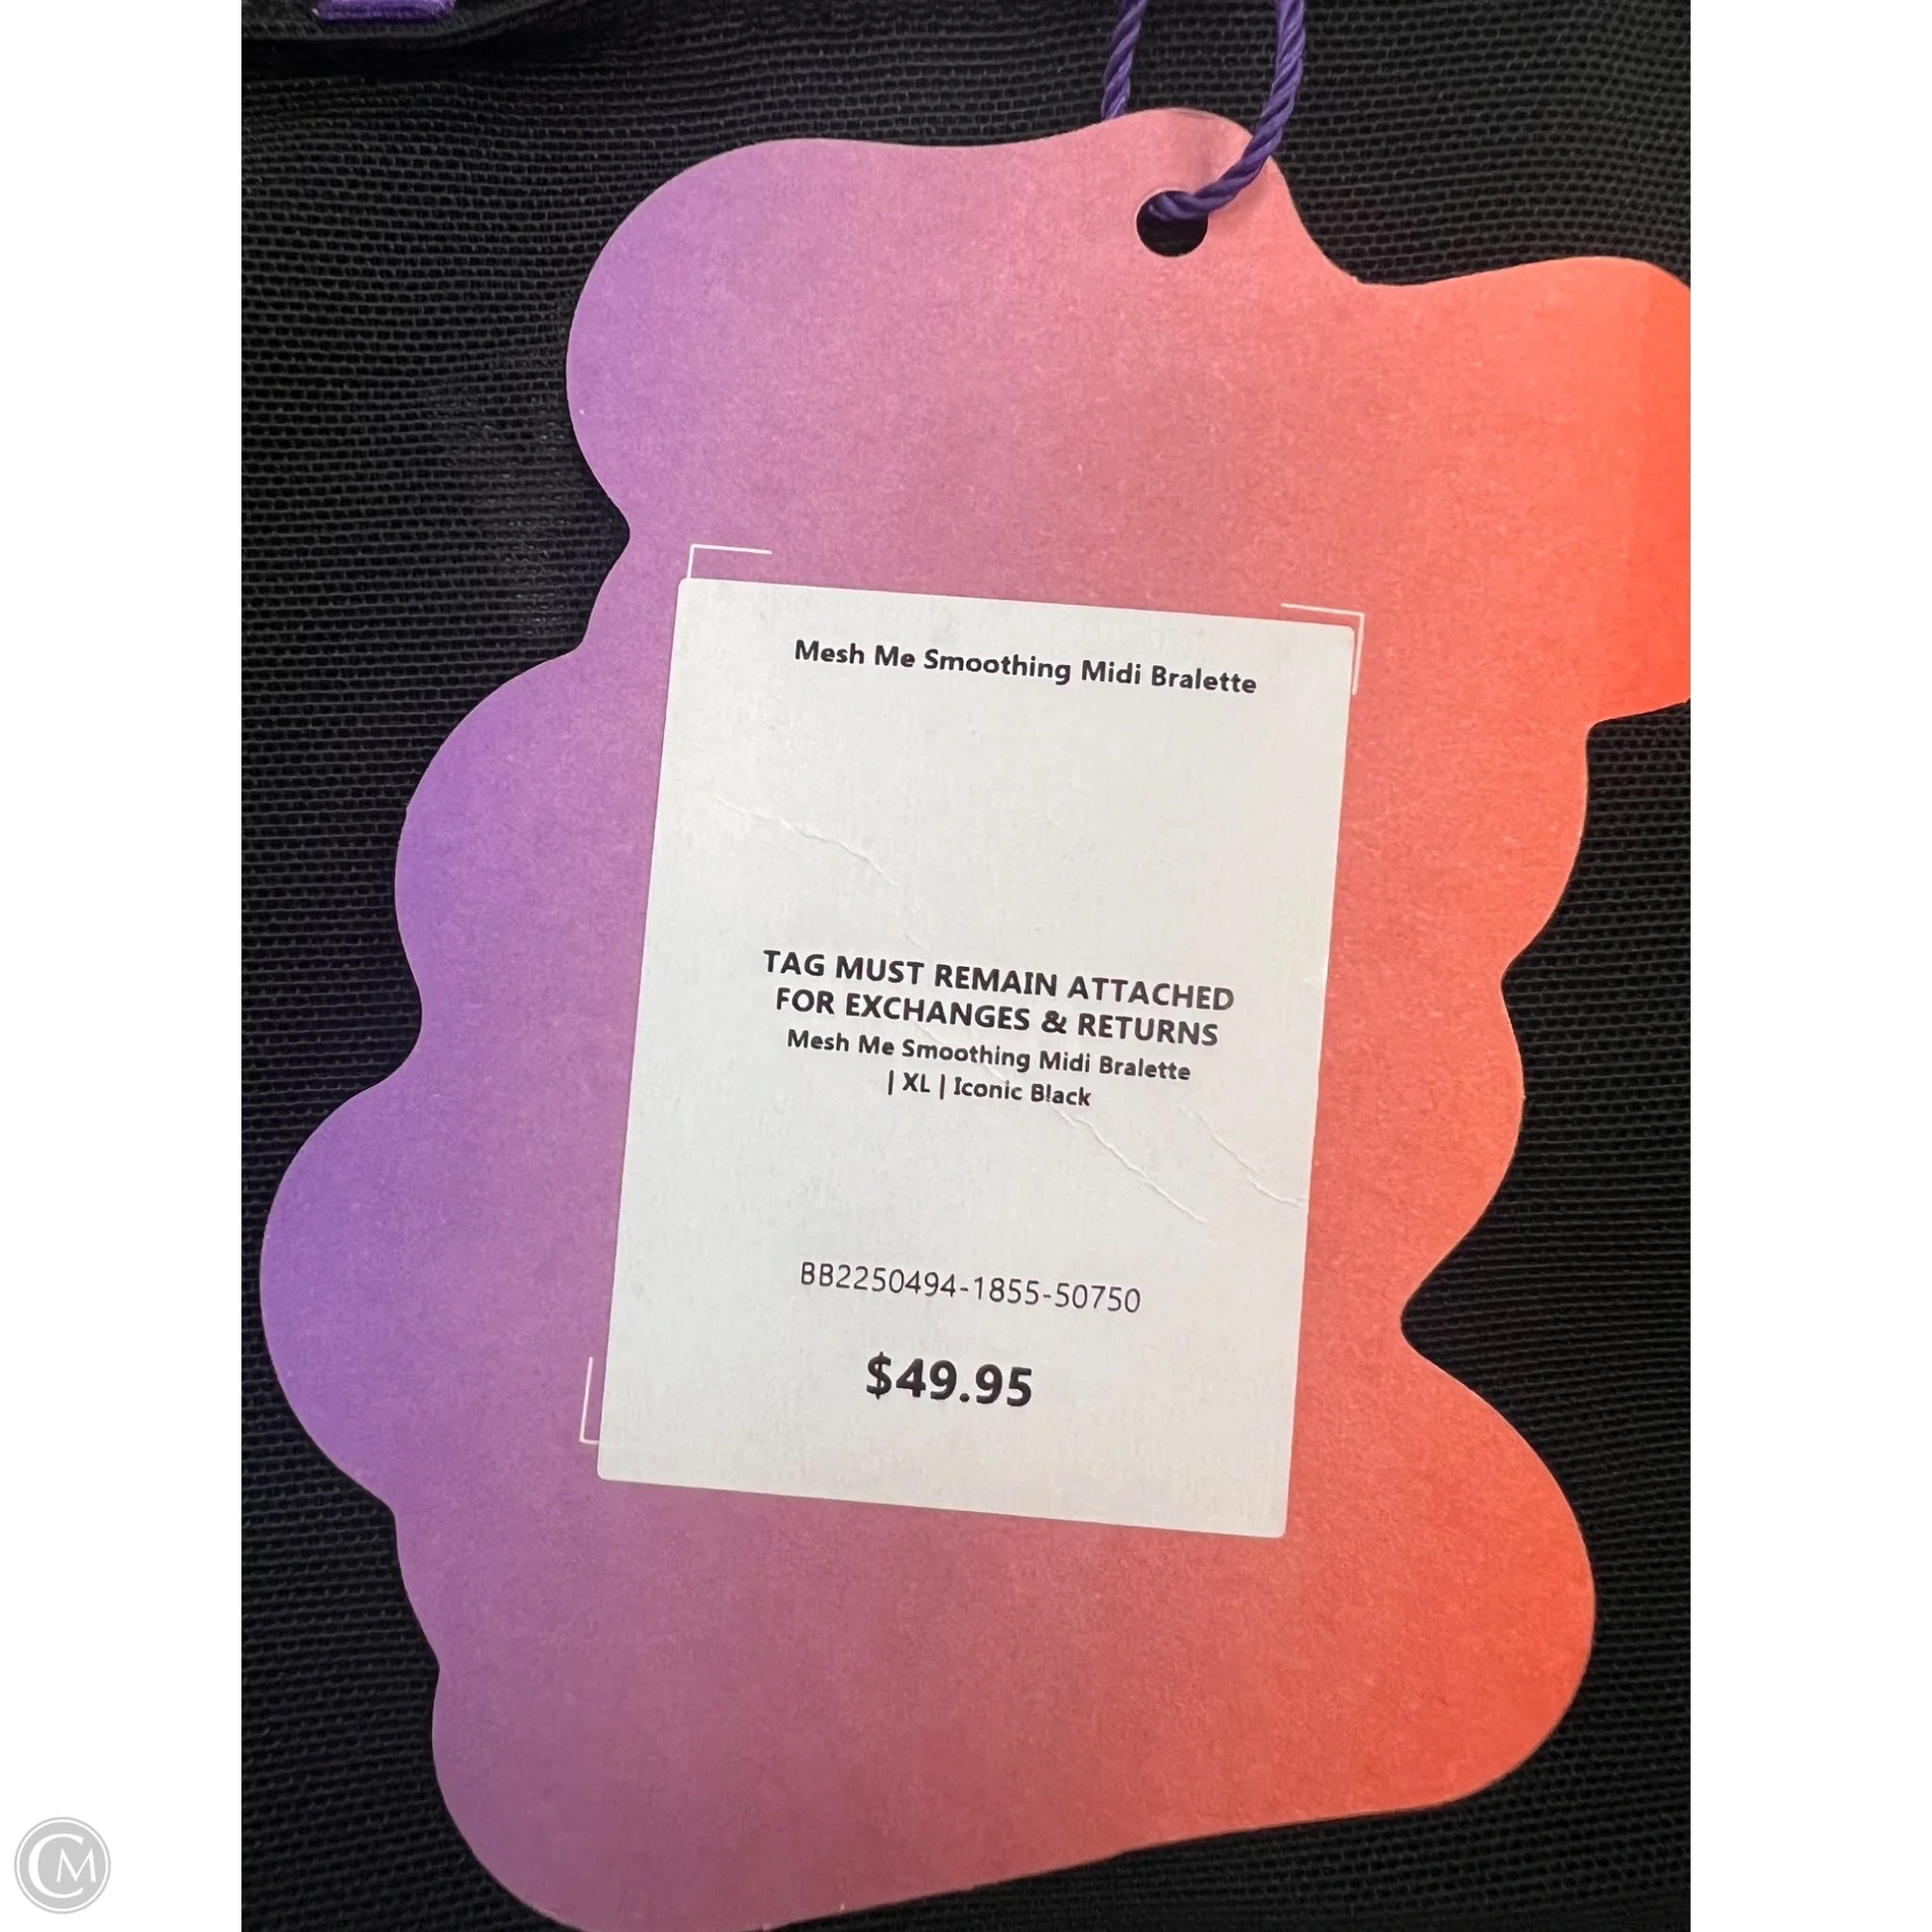 Mesh Me Smoothing Midi Bralette
TAG MUST REMAIN ATTACHED
FOR EXCHANGES & RETURNS
Mesh Me Smoothing Midi Bralette
| XL | Iconic Black
BB2250494-1855-50750
$49.95
CM